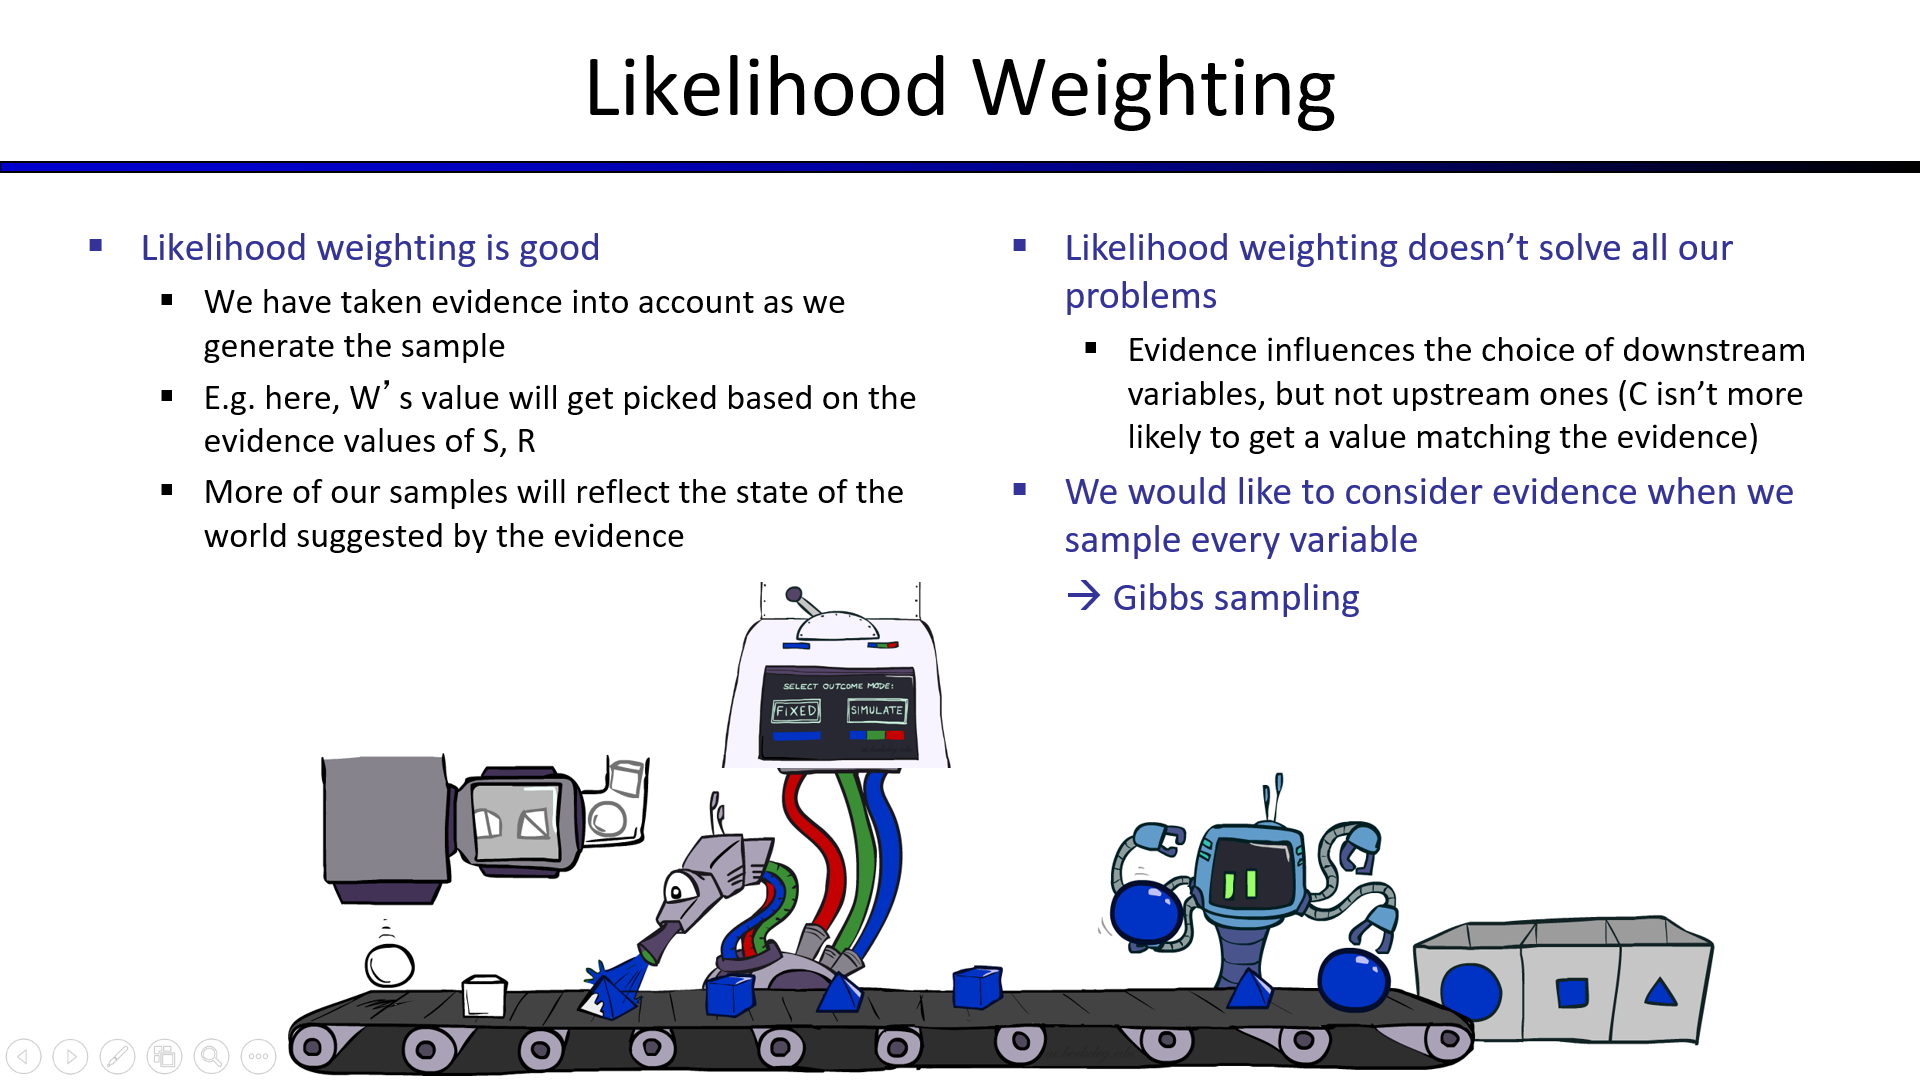 Likelihood Weighting
Likelihood weighting is good
We have taken evidence into account as we
generate the sample
E.g. here, W’s value will get picked based on the
evidence values of S, R
More of our samples will reflect the state of the
world suggested by the evidence
Likelihood weighting doesn’t solve all our
problems
Evidence influences the choice of downstream
variables, but not upstream ones (C isn’t more
likely to get a value matching the evidence)
We would like to consider evidence when we
sample every variable
→ Gibbs sampling
SELECT OUTCOME MODE:
FIXED SIMULATE